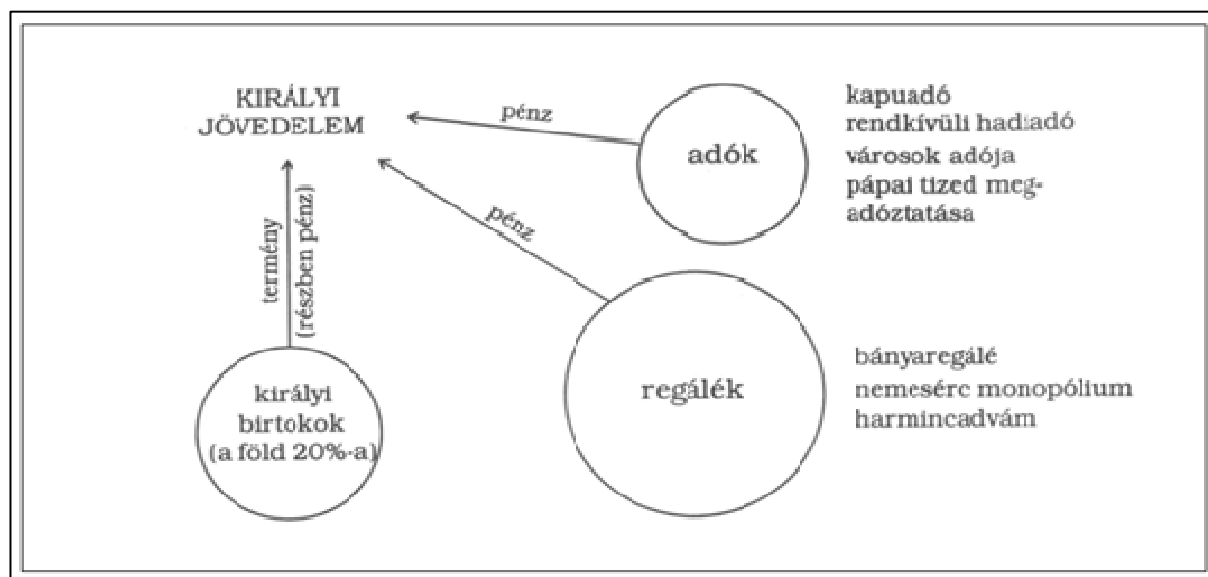 KIRÁLYI
JÖVEDELEM
pénz
adók
kapuadó
rendkívüli hadiadó
városok adója
pápai tized meg-
adóztatása
pénz
termény
(részben pénz)
királyi
birtokok
(a föld 20%-a)
regálék
bányaregálé
nemesérc monopólium
harmincadvám